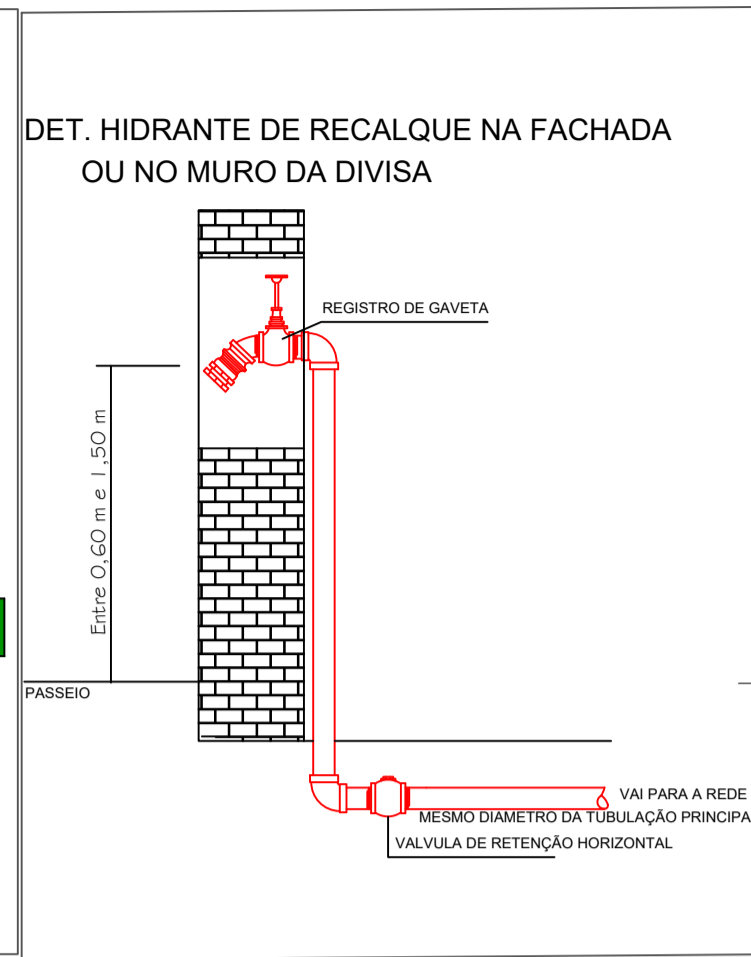 DET. HIDRANTE DE RECALQUE NA FACHADA
OU NO MURO DA DIVISA
REGISTRO DE GAVETA
Entre 0,60 m e 1,50 m
PASSEIO
VAI PARA A REDE
MESMO DIAMETRO DA TUBULAÇÃO PRINCIPA
VALVULA DE RETENÇÃO HORIZONTAL